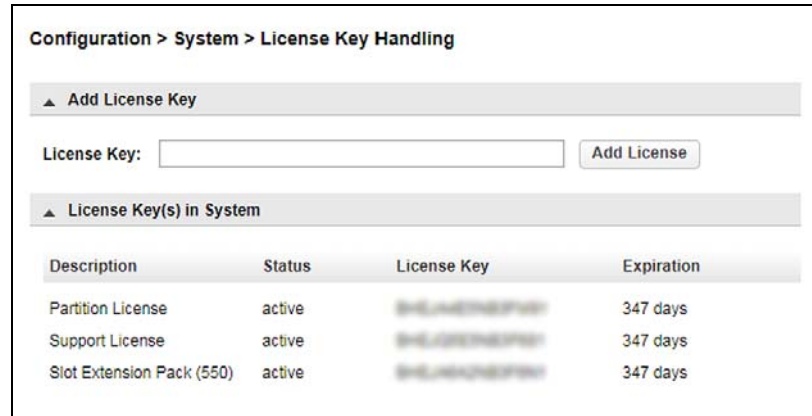 Configuration > System > License Key Handling
Add License Key
License Key: Add License
License Key(s) in System
Description Status License Key Expiration
Partition License active 347 days
Support License active 347 days
Slot Extension Pack (550) active 347 days